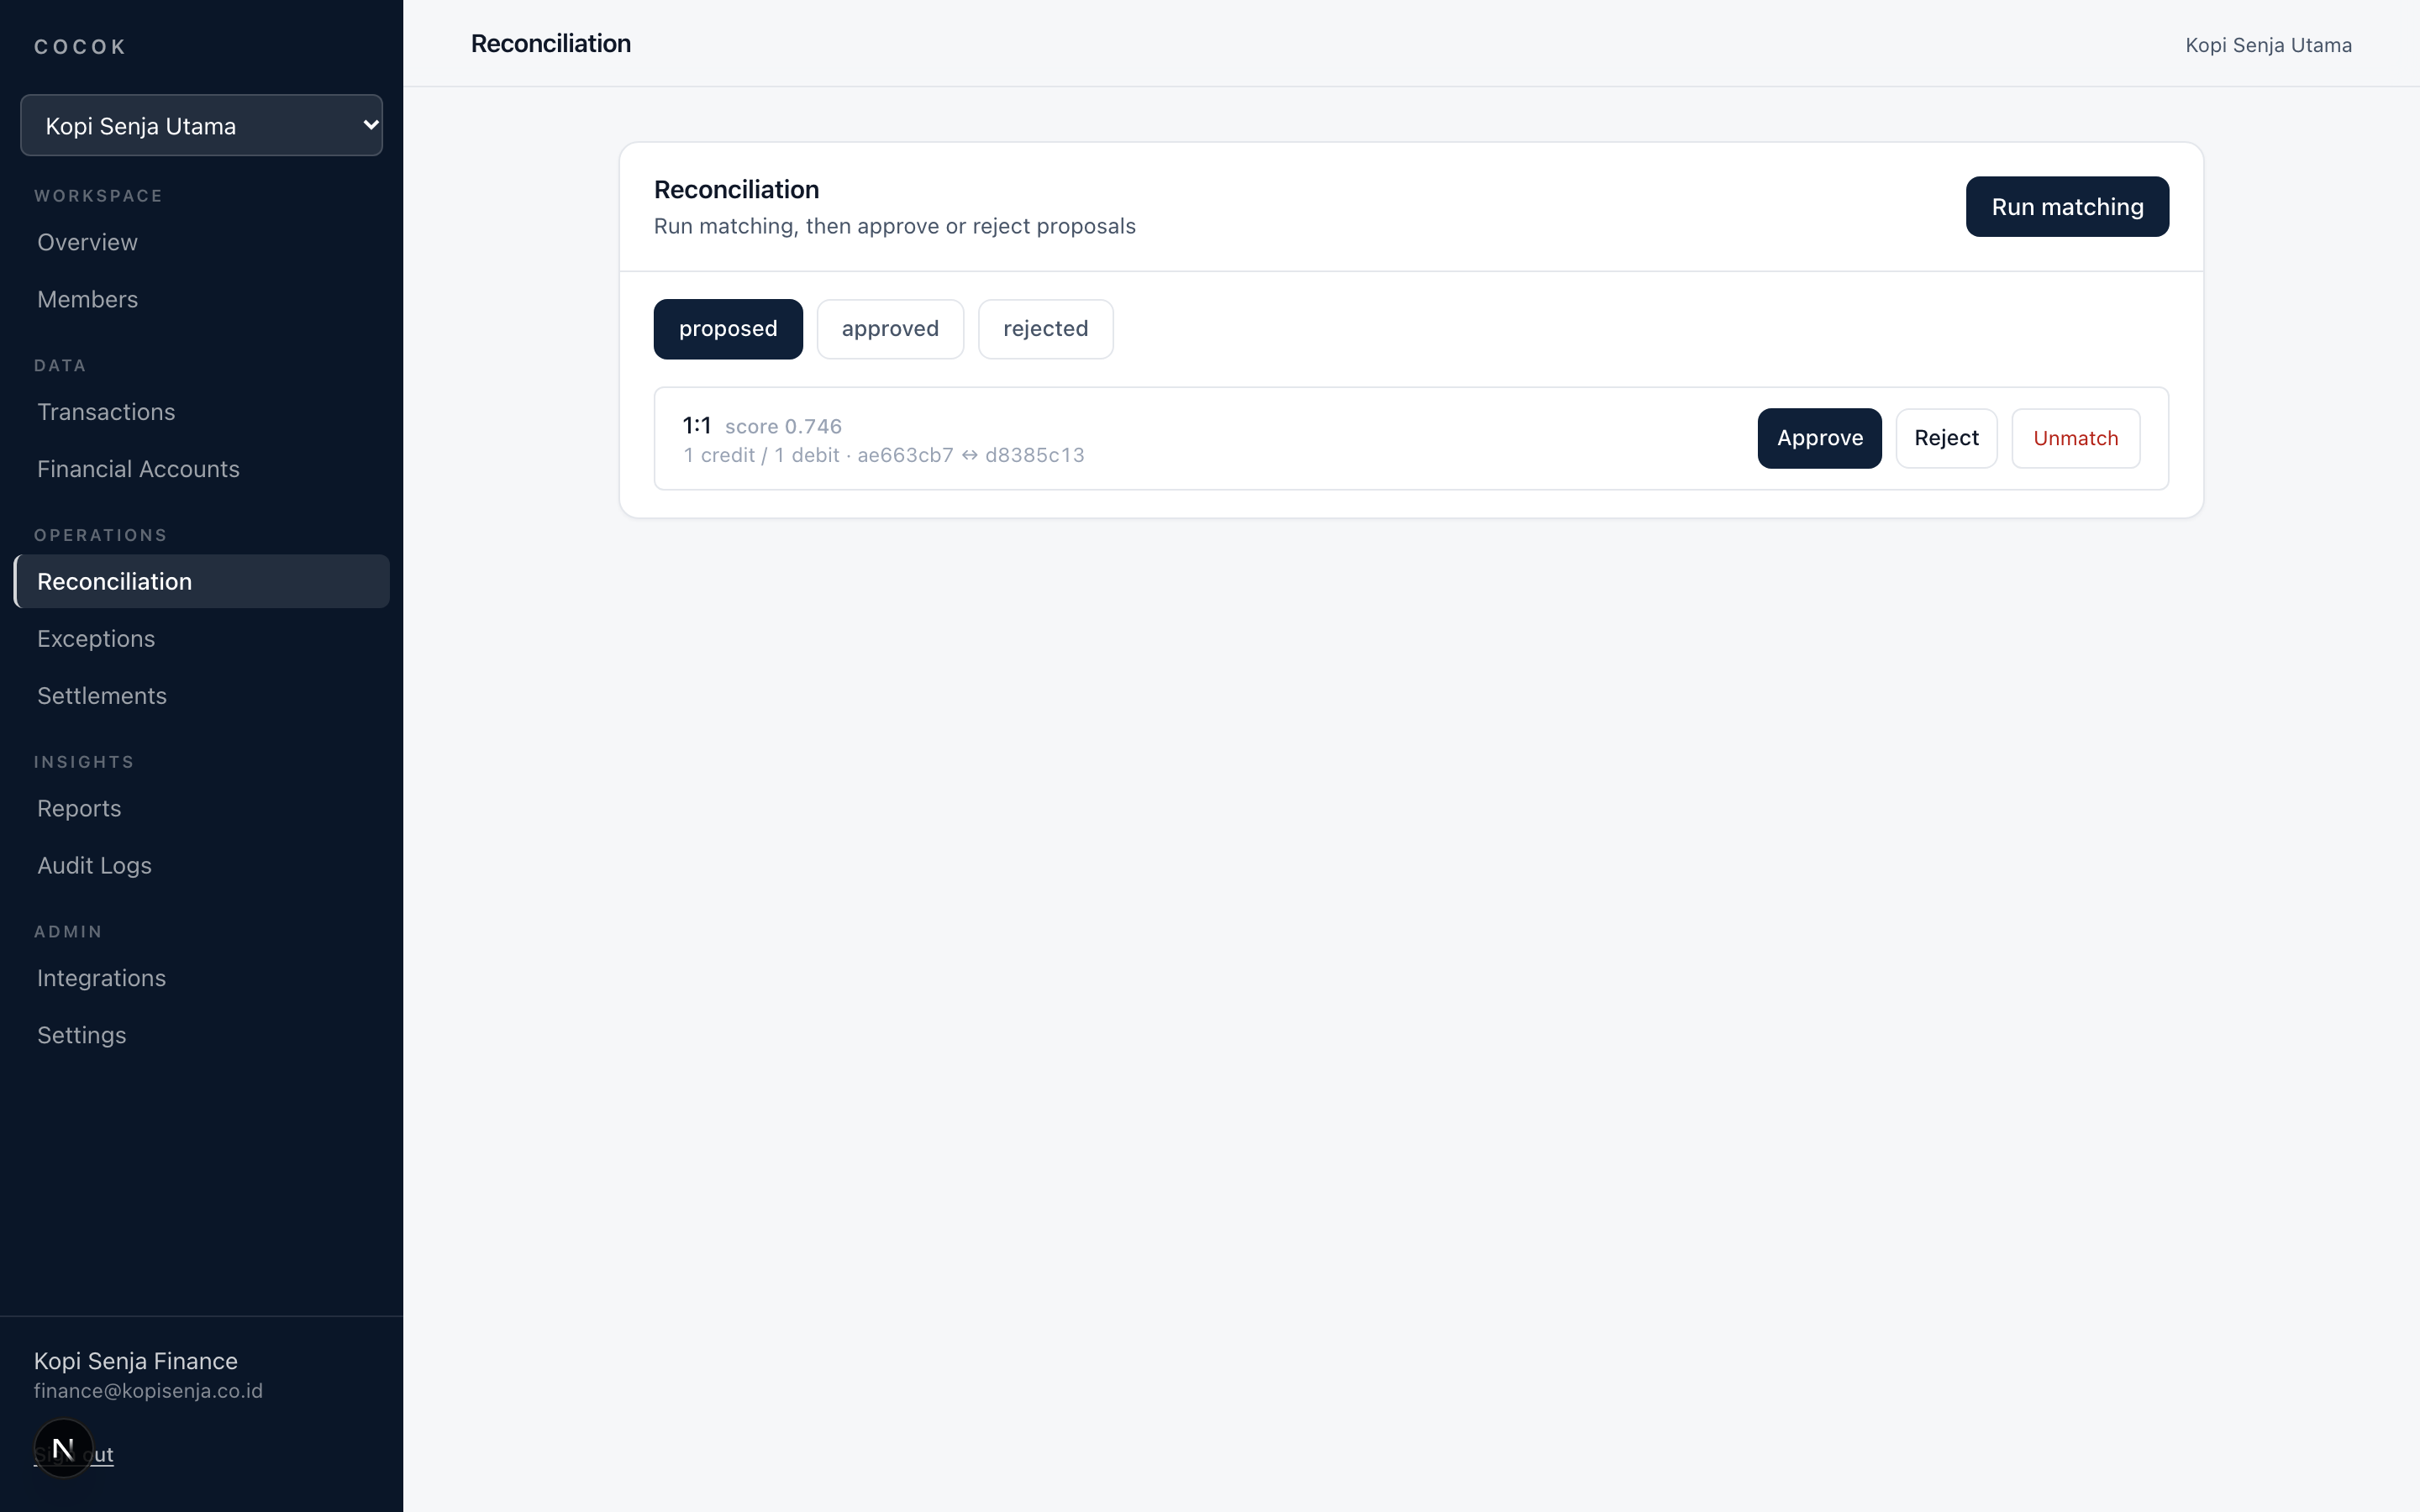 COCOK
Kopi Senja Utama
WORKSPACE
Overview
Members
DATA
Transactions
Financial Accounts
OPERATIONS
Reconciliation
Exceptions
Settlements
INSIGHTS
Reports
Audit Logs
ADMIN
Integrations
Settings
Kopi Senja Finance
finance@kopisenja.co.id
N
Sign out
Reconciliation
Kopi Senja Utama
Reconciliation
Run matching, then approve or reject proposals
Run matching
proposed
approved
rejected
1:1 score 0.746
1 credit / 1 debit · ae663cb7 ↔ d8385c13
Approve
Reject
Unmatch